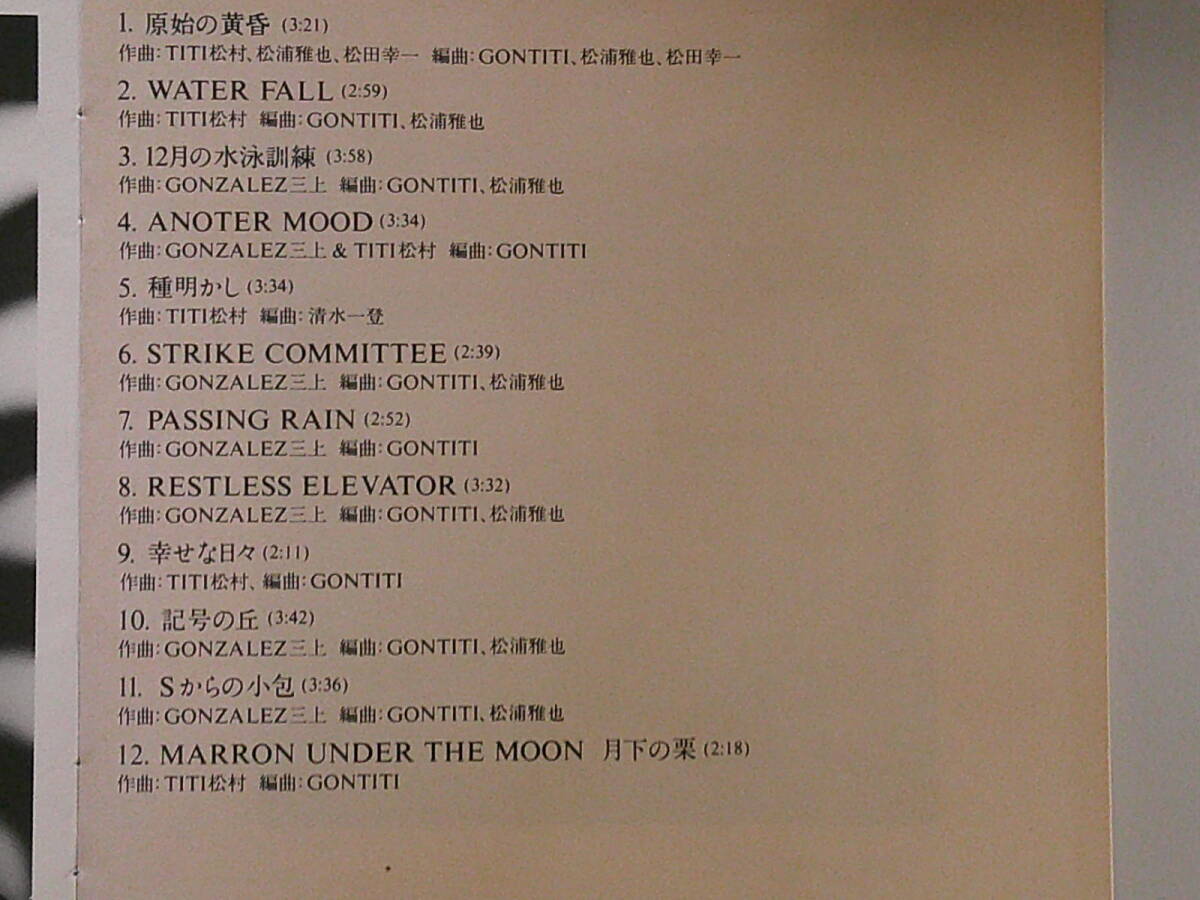 1. 原始の黄昏 (3:21)
作曲：TITI松村、松浦雅也、松田幸一 編曲：GONTITI、松浦雅也、松田幸一
2. WATER FALL (2:59)
作曲：TITI松村 編曲：GONTITI、松浦雅也
3. 12月の水泳訓練 (3:58)
作曲：GONZALEZ三上 編曲：GONTITI、松浦雅也
4. ANOTER MOOD (3:34)
作曲：GONZALEZ三上 & TITI松村 編曲：GONTITI
5. 種明かし (3:34)
作曲：TITI松村 編曲：清水一登
6. STRIKE COMMITTEE (2:39)
作曲：GONZALEZ三上 編曲：GONTITI、松浦雅也
7. PASSING RAIN (2:52)
作曲：GONZALEZ三上 編曲：GONTITI
8. RESTLESS ELEVATOR (3:32)
作曲：GONZALEZ三上 編曲：GONTITI、松浦雅也
9. 幸せな日々 (2:11)
作曲：TITI松村、編曲：GONTITI
10. 記号の丘 (3:42)
作曲：GONZALEZ三上 編曲：GONTITI、松浦雅也
11. Sからの小包 (3:36)
作曲：GONZALEZ三上 編曲：GONTITI、松浦雅也
12. MARRON UNDER THE MOON 月下の栗 (2:18)
作曲：TITI松村 編曲：GONTITI